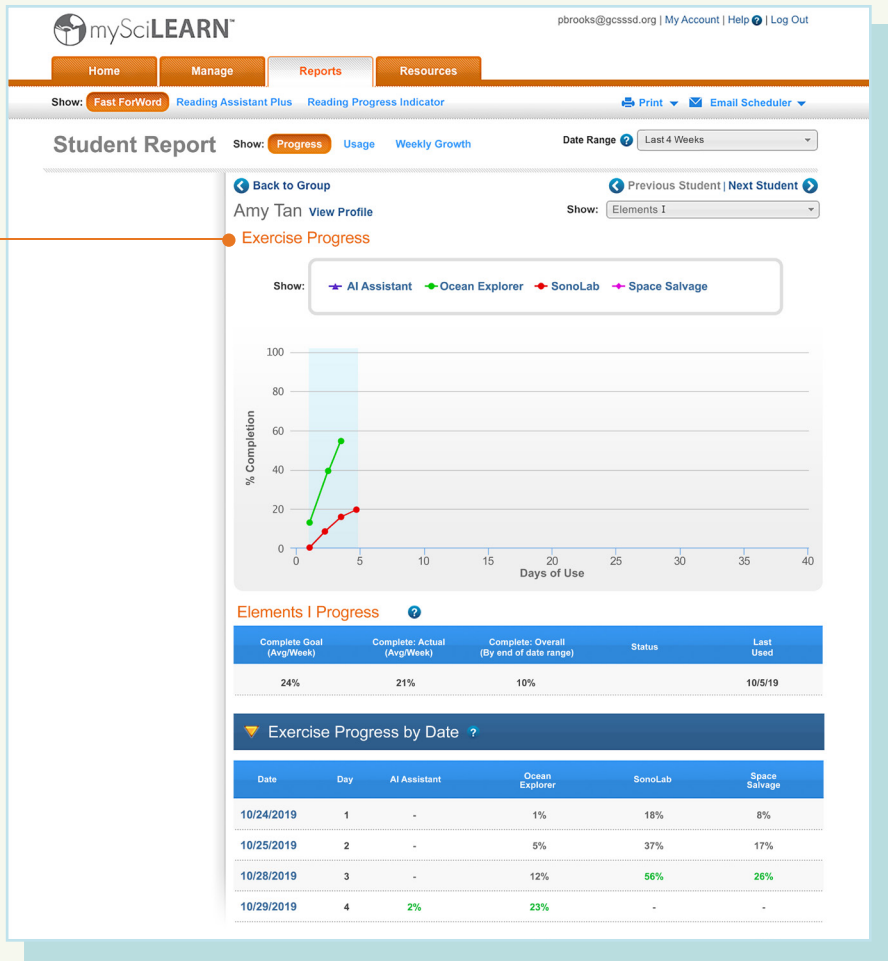 mySciLEARN™
pbrooks@gcsssd.org | My Account | Help ? | Log Out
Home Manage Reports Resources
Show: Fast ForWord Reading Assistant Plus Reading Progress Indicator Print Email Scheduler
Student Report Show: Progress Usage Weekly Growth Date Range ? Last 4 Weeks
Back to Group Previous Student | Next Student
Amy Tan View Profile Show: Elements I
Exercise Progress
Show: AI Assistant Ocean Explorer SonoLab Space Salvage
100
80
60
40
20
0
% Completion
0 5 10 15 20 25 30 35 40
Days of Use
Elements I Progress ?
Complete Goal (Avg/Week) Complete: Actual (Avg/Week) Complete: Overall (By end of date range) Status Last Used
24% 21% 10% 10/5/19
Exercise Progress by Date ?
Date Day AI Assistant Ocean Explorer SonoLab Space Salvage
10/24/2019 1 - 1% 18% 8%
10/25/2019 2 - 5% 37% 17%
10/28/2019 3 - 12% 56% 26%
10/29/2019 4 2% 23% - -